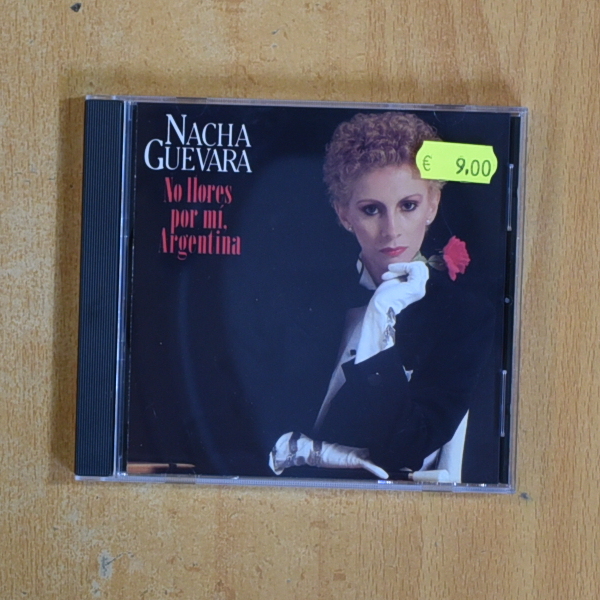 NACHA
GUEVARA
No llores
por mí,
Argentina
€ 9,00